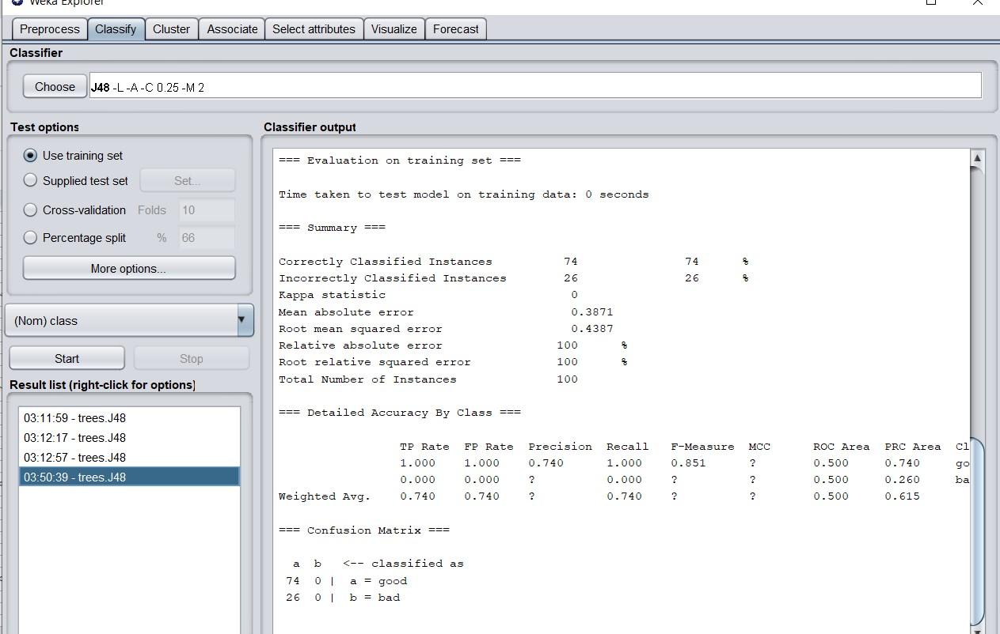 Weka Explorer
Preprocess Classify Cluster Associate Select attributes Visualize Forecast
Classifier
Choose J48 -L -A -C 0.25 -M 2
Test options
Use training set
Supplied test set Set...
Cross-validation Folds 10
Percentage split % 66
More options...
(Nom) class
Start Stop
Result list (right-click for options)
03:11:59 - trees.J48
03:12:17 - trees.J48
03:12:57 - trees.J48
03:50:39 - trees.J48
Classifier output
=== Evaluation on training set ===
Time taken to test model on training data: 0 seconds
=== Summary ===
Correctly Classified Instances 74 74 %
Incorrectly Classified Instances 26 26 %
Kappa statistic 0
Mean absolute error 0.3871
Root mean squared error 0.4387
Relative absolute error 100 %
Root relative squared error 100 %
Total Number of Instances 100
=== Detailed Accuracy By Class ===
TP Rate FP Rate Precision Recall F-Measure MCC ROC Area PRC Area Cl
1.000 1.000 0.740 1.000 0.851 ? 0.500 0.740 go
0.000 0.000 ? 0.000 ? ? 0.500 0.260 ba
Weighted Avg. 0.740 0.740 ? 0.740 ? ? 0.500 0.615
=== Confusion Matrix ===
a b <-- classified as
74 0 | a = good
26 0 | b = bad